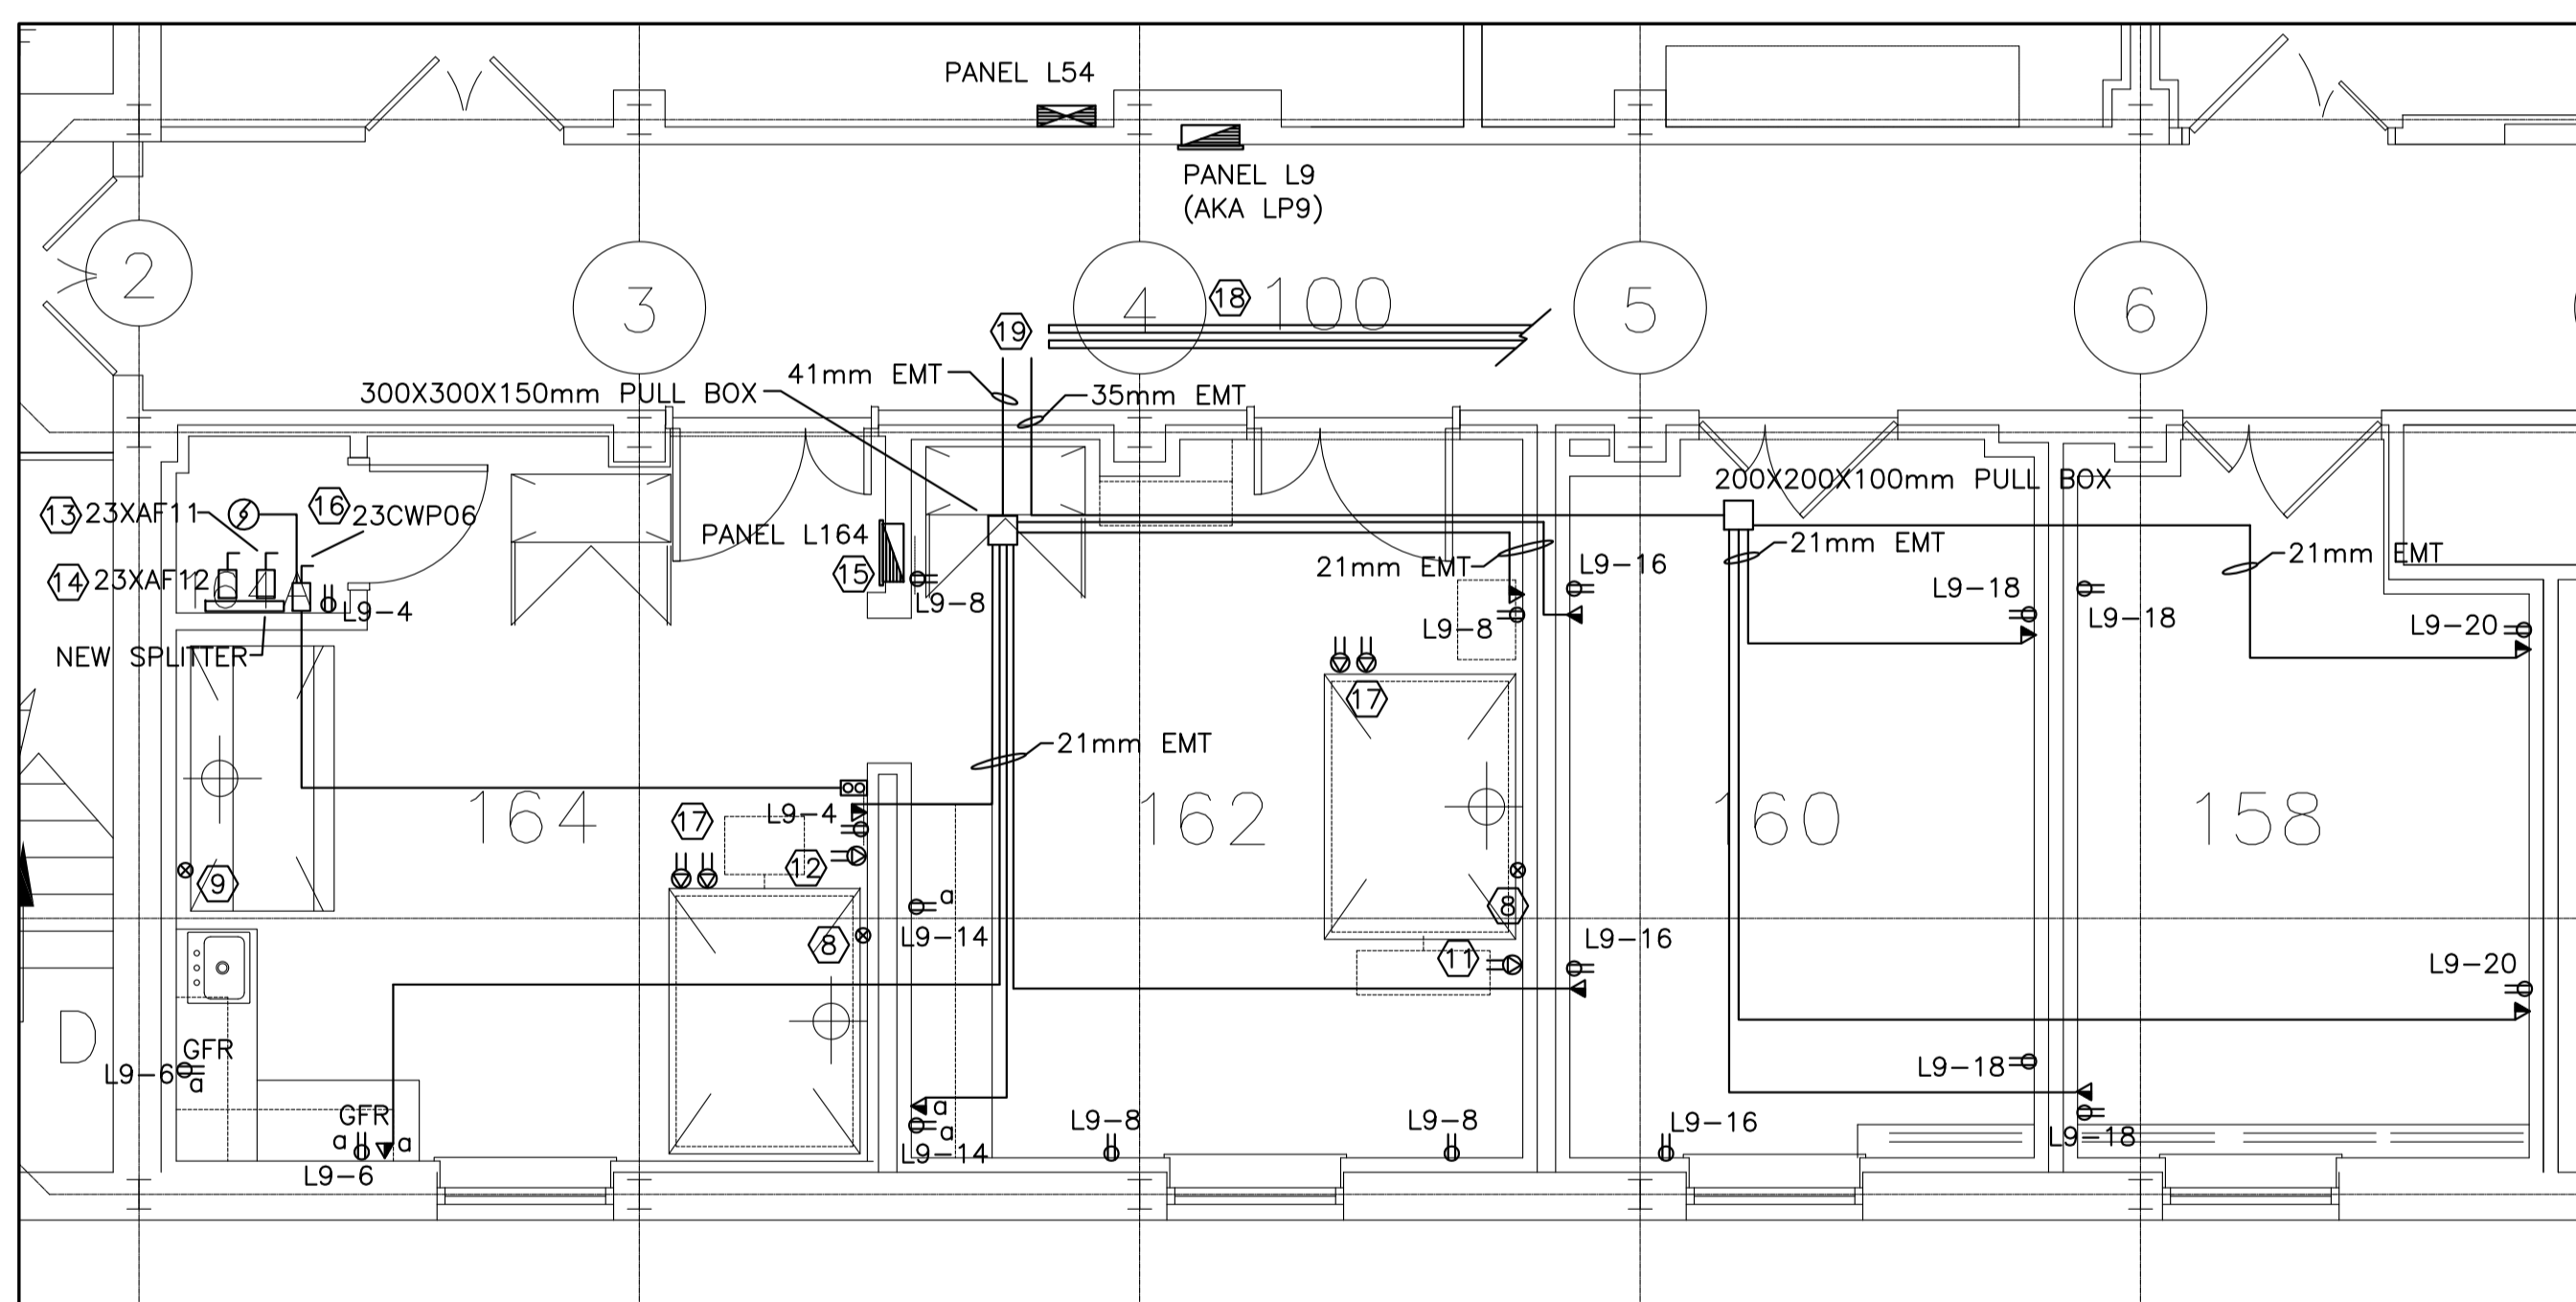 PANEL L54
PANEL L9
(AKA LP9)
2
3
4
18
100
5
6
19
41mm EMT
300X300X150mm PULL BOX
35mm EMT
200X200X100mm PULL BOX
13
23XAF11
16
23CWP06
PANEL L164
21mm EMT
21mm EMT
21mm EMT
14
23XAF12
15
L9-16
L9-4
L9-8
L9-8
L9-18
L9-18
L9-20
NEW SPLITTER
17
21mm EMT
164
17
L9-4
162
160
158
12
9
a
8
8
L9-14
L9-16
11
L9-20
D
GFR
L9-6
a
L9-18
GFR
a
a
a
a
L9-8
L9-8
L9-16
L9-18
L9-14
L9-6